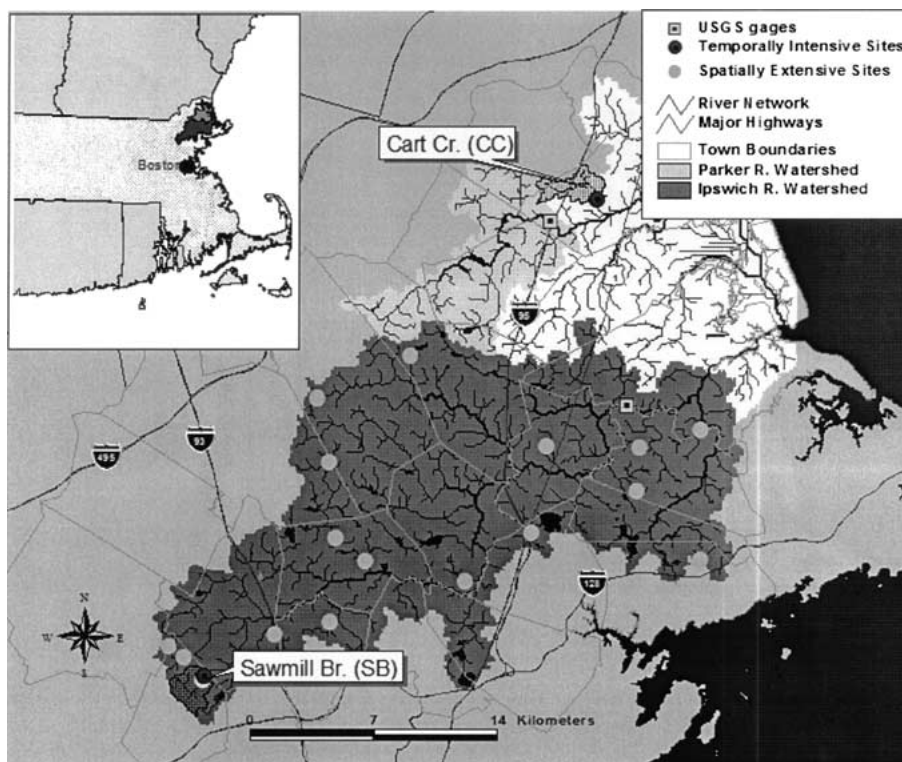 USGS gages
Temporally Intensive Sites
Spatially Extensive Sites
River Network
Major Highways
Town Boundaries
Parker R. Watershed
Ipswich R. Watershed
Boston
Cart Cr. (CC)
95
495
93
128
N
W E
S
Sawmill Br. (SB)
0 7 14 Kilometers